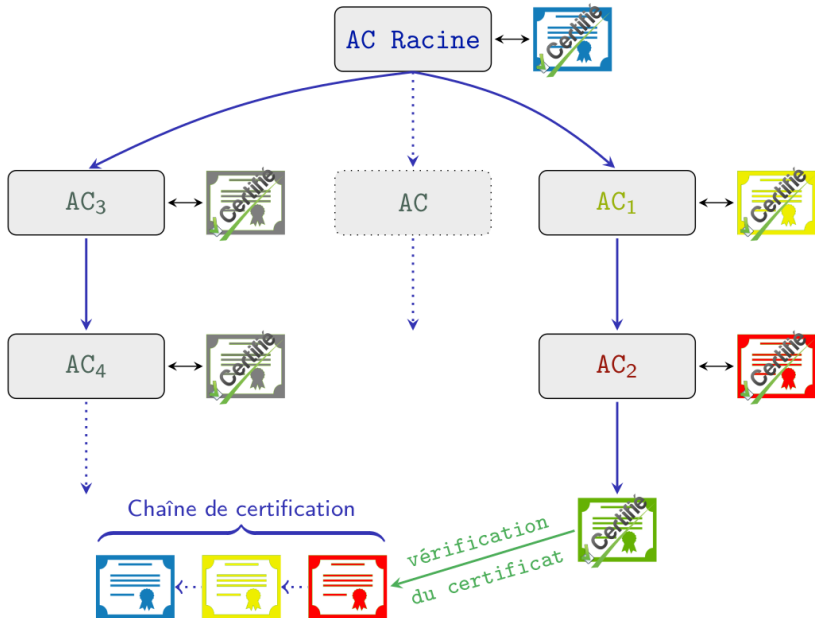 AC Racine
Certifié
AC₃
Certifié
AC
AC₁
Certifié
AC₄
Certifié
AC₂
Certifié
Chaîne de certification
Certifié
vérification
du certificat